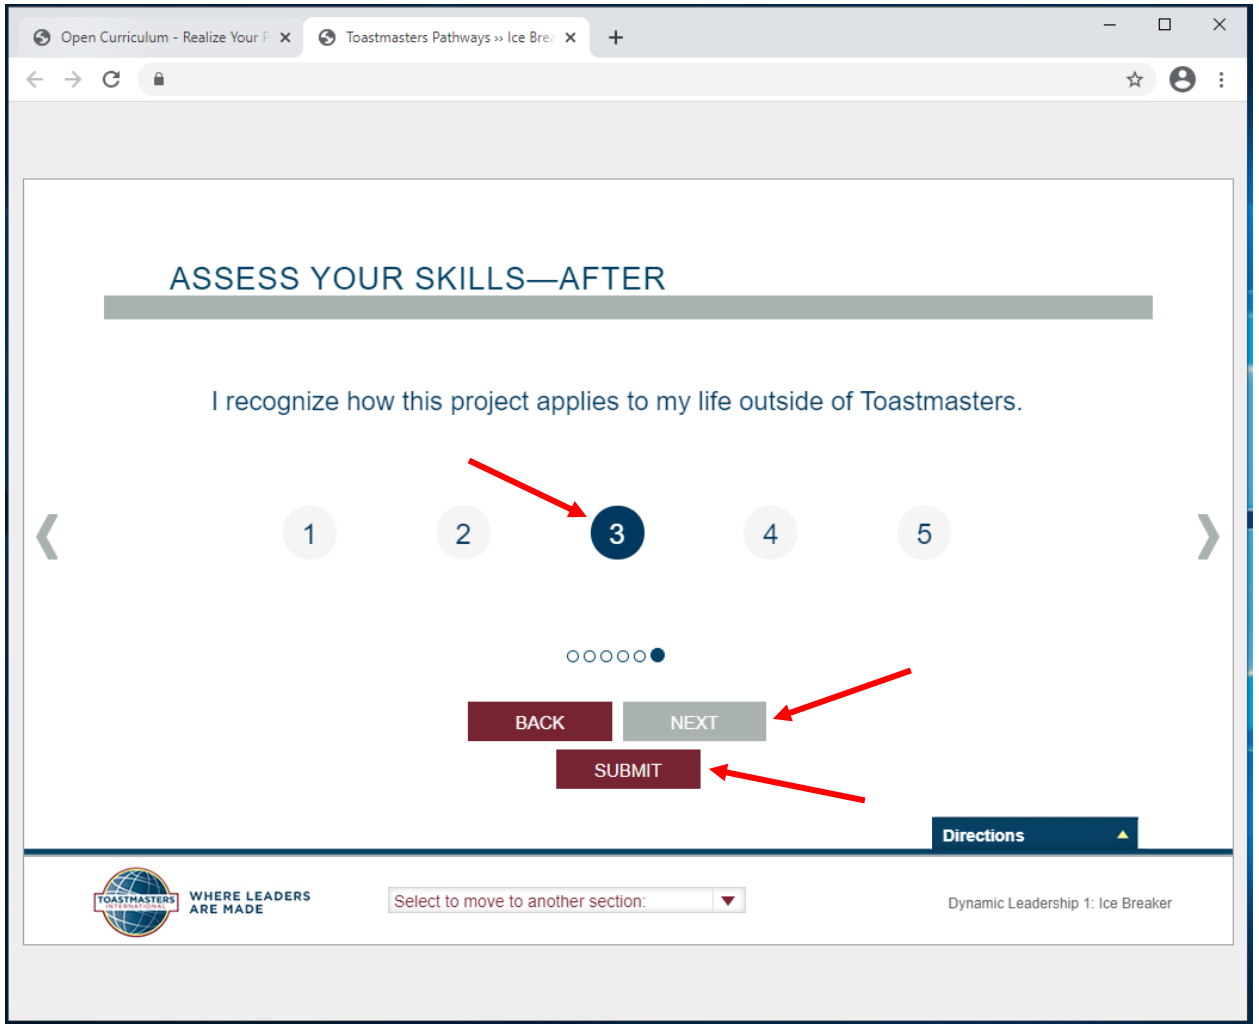 Open Curriculum - Realize Your P
Toastmasters Pathways ›› Ice Brea
ASSESS YOUR SKILLS—AFTER
I recognize how this project applies to my life outside of Toastmasters.
1 2 3 4 5
BACK NEXT
SUBMIT
Directions
TOASTMASTERS
INTERNATIONAL
WHERE LEADERS
ARE MADE
Select to move to another section:
Dynamic Leadership 1: Ice Breaker